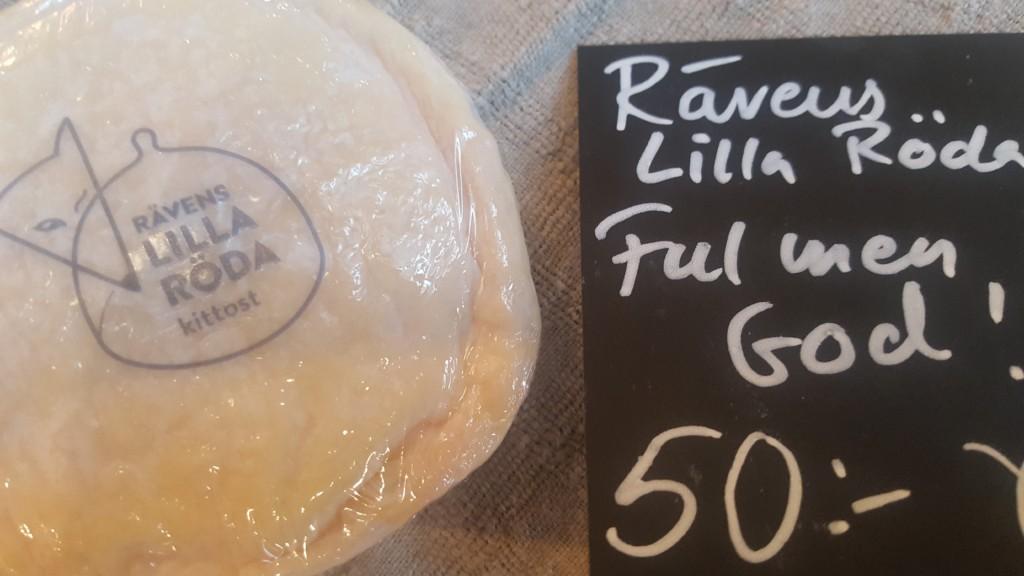 RÄVENS
LILLA
RÖDA
kittost
Rävens
Lilla Röda
Ful men
God!
50:-